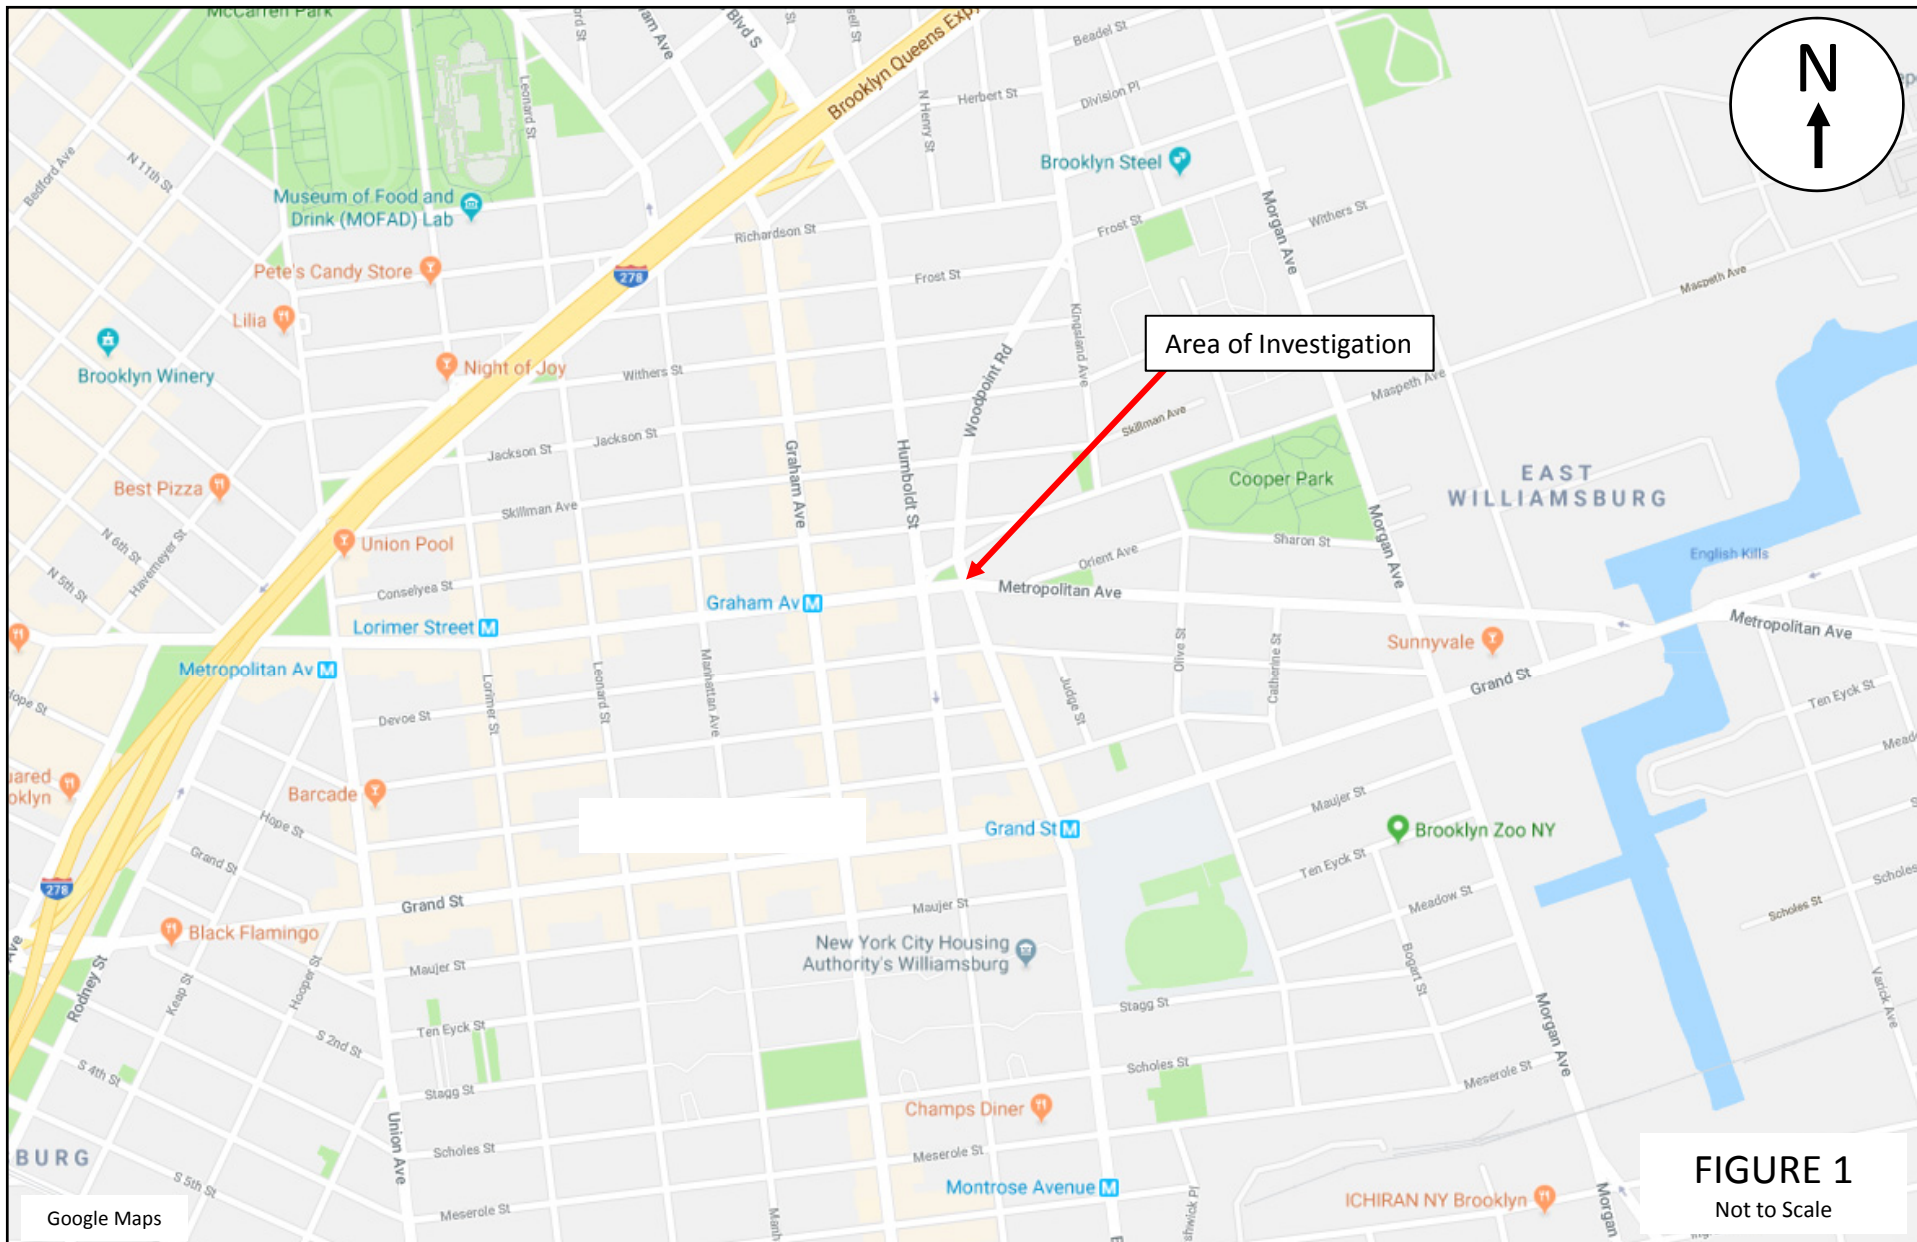 McCarren Park
Blvd S
Beadel St
N
Leonard St
Brooklyn Queens Exp
N Henry St
Herbert St
Division Pl
Bedford Ave
N 11th St
Brooklyn Steel
Museum of Food and
Drink (MOFAD) Lab
Morgan Ave
Withers St
Richardson St
Frost St
Pete's Candy Store
278
Frost St
Maspeth Ave
Lilia
Kingsland Ave
Area of Investigation
Brooklyn Winery
Night of Joy
Withers St
Woodpoint Rd
Maspeth Ave
Skillman Ave
Jackson St
Jackson St
Graham Ave
Humboldt St
Cooper Park
EAST
WILLIAMSBURG
Best Pizza
Skillman Ave
N 6th St
Havemeyer St
Union Pool
Morgan Ave
Sharon St
Orient Ave
English Kills
N 5th St
Conselyea St
Graham Av M
Metropolitan Ave
Lorimer Street M
Metropolitan Ave
Sunnyvale
Metropolitan Av M
Olive St
Catherine St
Manhattan Ave
Leonard St
Lorimer St
Judge St
Grand St
Hope St
Devoe St
Ten Eyck St
Barcade
Maujer St
Hope St
Grand St M
Brooklyn Zoo NY
Grand St
Ten Eyck St
278
Grand St
Maujer St
Meadow St
Scholes
Scholes St
Black Flamingo
New York City Housing
Authority's Williamsburg
Maujer St
Rodney St
Keap St
Hooper St
Bogart St
Varick Ave
Stagg St
Ten Eyck St
S 2nd St
Morgan Ave
S 4th St
Scholes St
Meserole St
Stagg St
Champs Diner
Union Ave
Scholes St
Meserole St
BURG
S 5th St
Montrose Avenue M
ICHIRAN NY Brooklyn
Morgan
FIGURE 1
Not to Scale
Google Maps
Meserole St